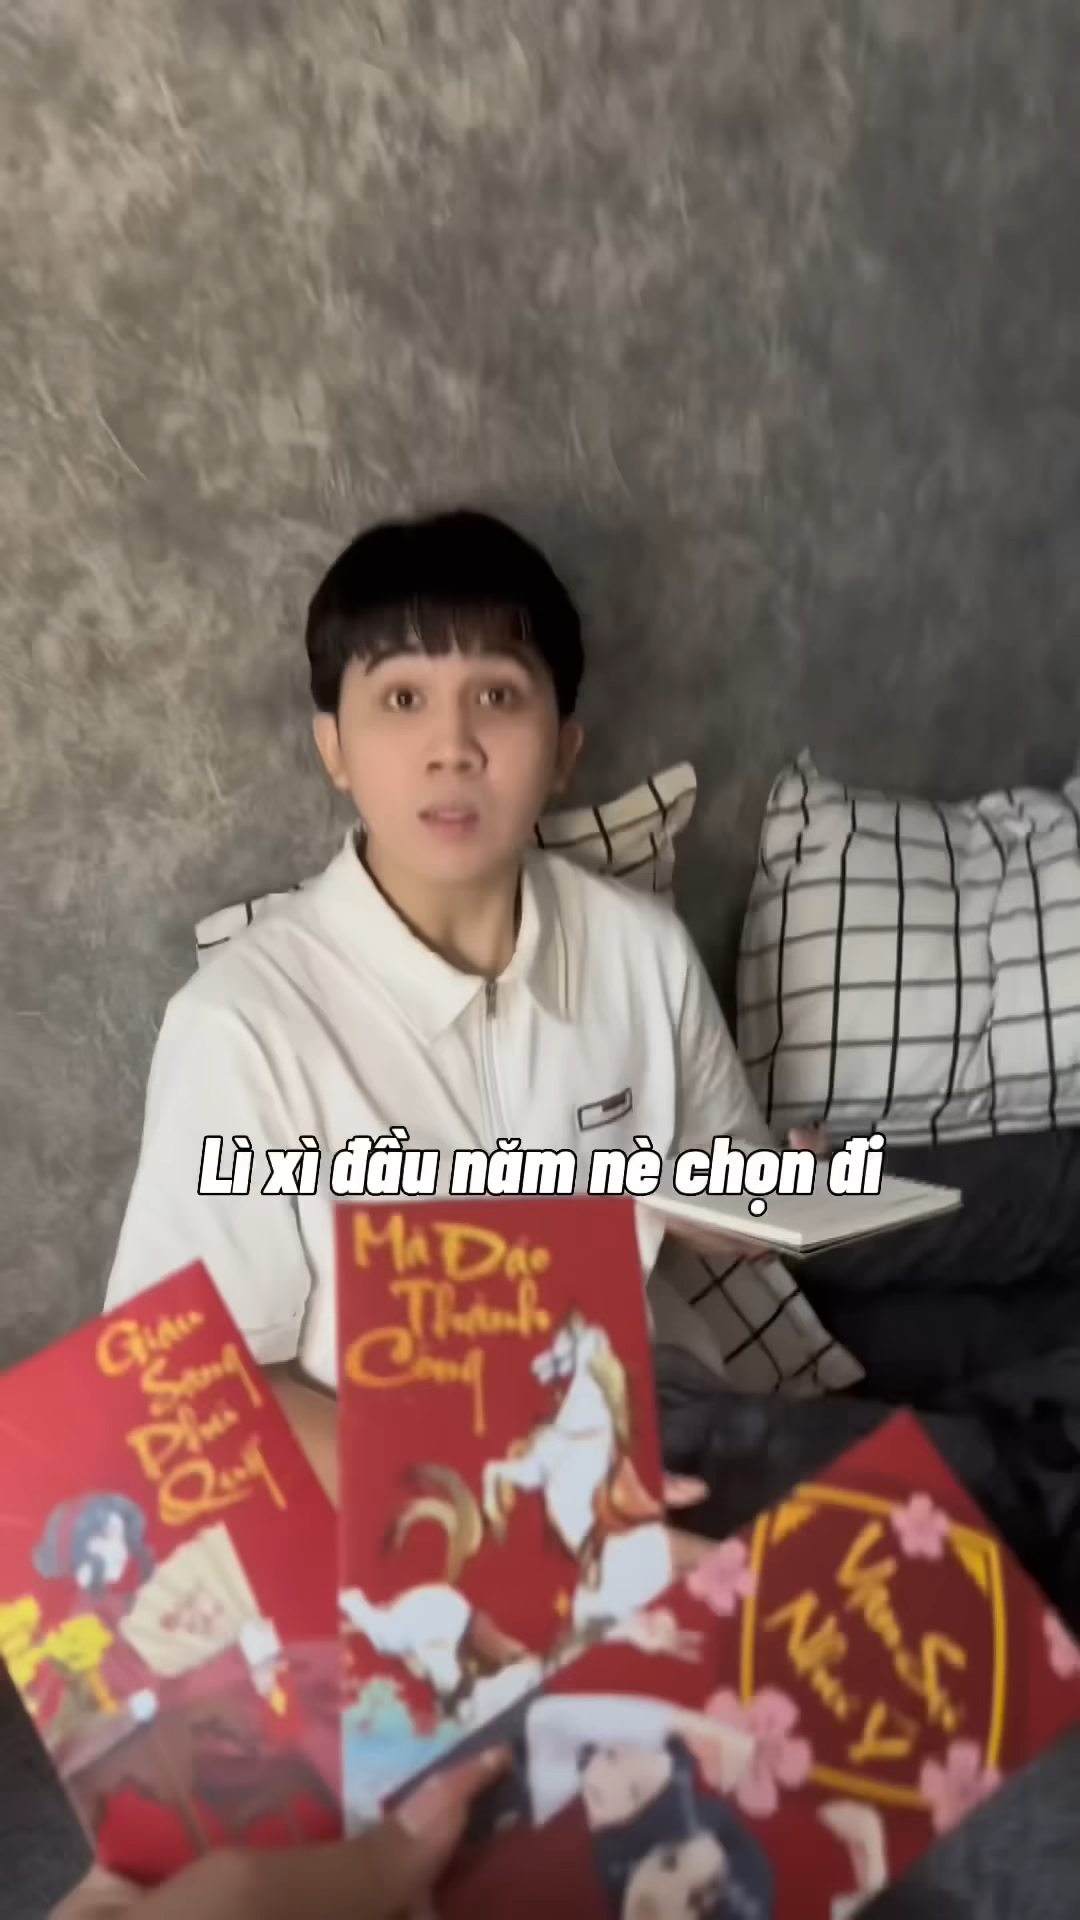 Lì xì đầu năm nè chọn đi
Mã Đáo
Thành
Công
Giàu
Sang
Phú
Quý
Vạn Sự
Như Ý